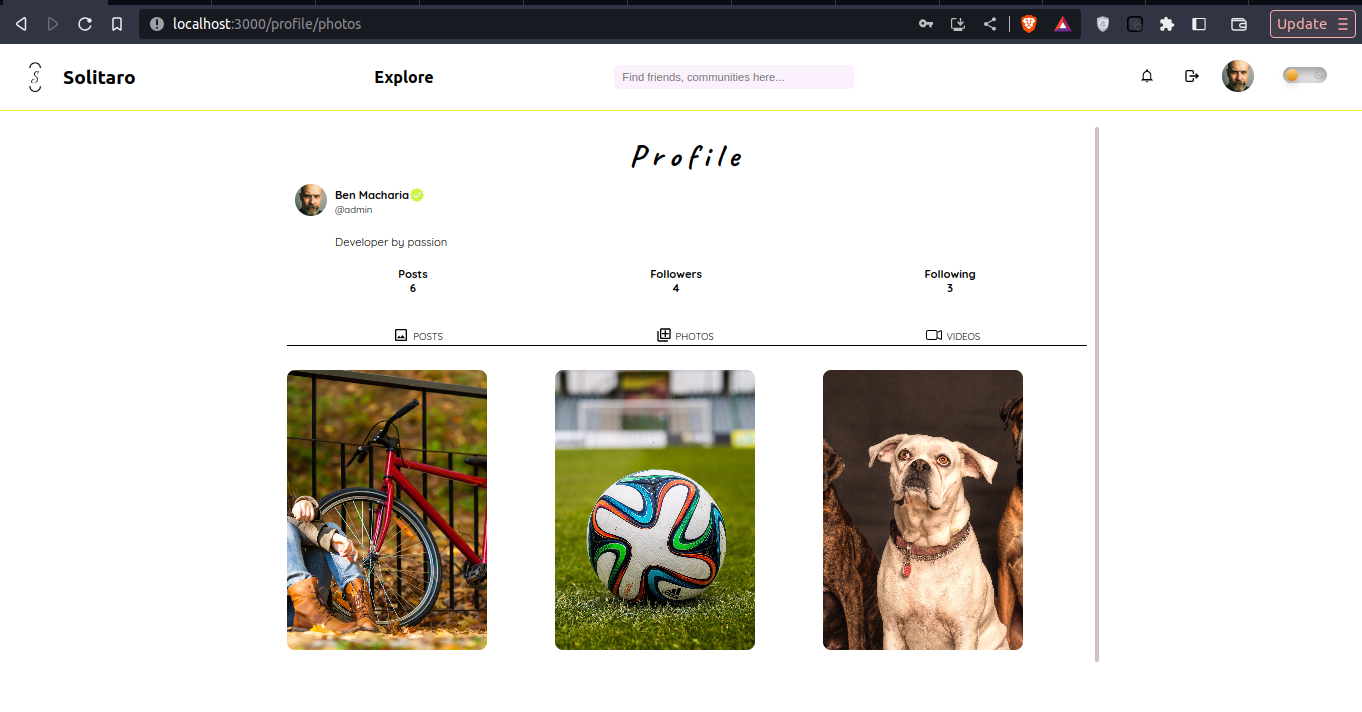 localhost:3000/profile/photos
Update
Solitaro
Explore
Find friends, communities here...
Profile
Ben Macharia
@admin
Developer by passion
Posts Followers Following
6 4 3
POSTS PHOTOS VIDEOS